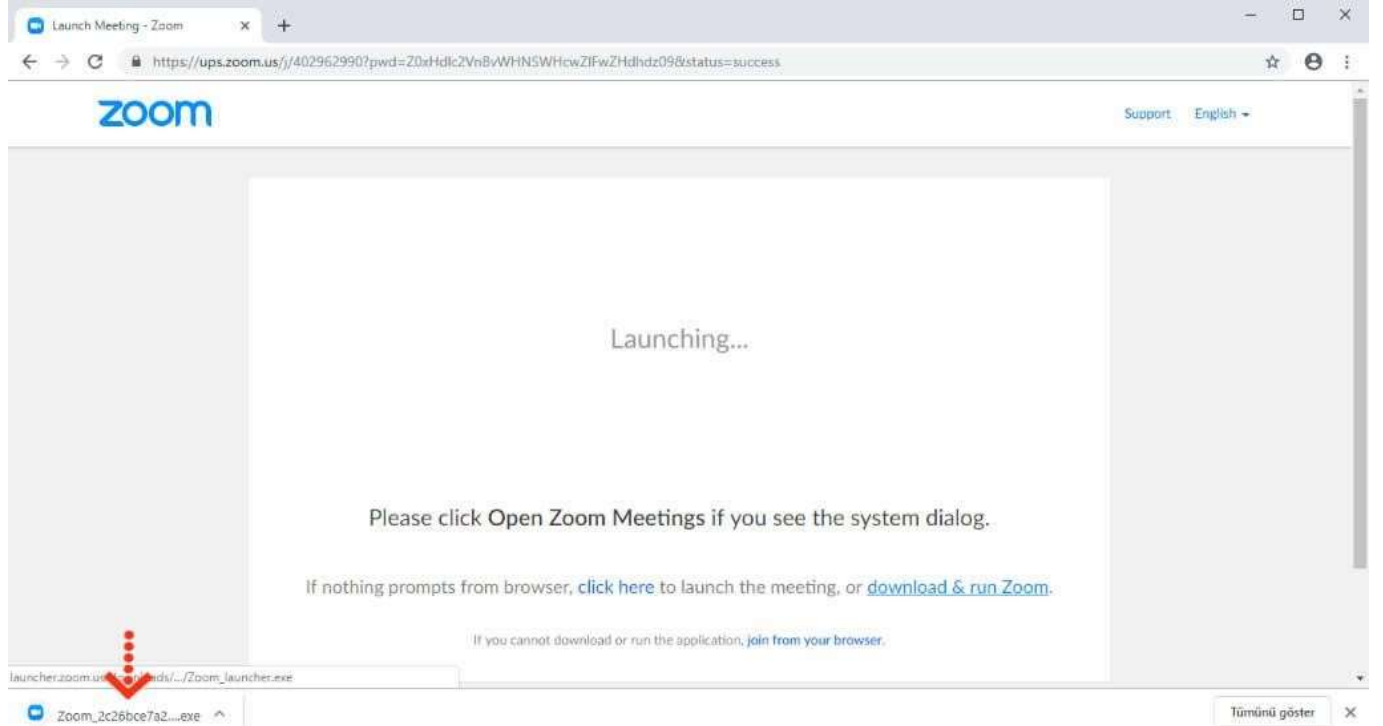 Launch Meeting - Zoom
https://ups.zoom.us/j/402962990?pwd=Z0xHdlc2Vn8vWHNSWHcwZlFwZHdhdz09&status=success
zoom
Support English
Launching...
Please click Open Zoom Meetings if you see the system dialog.
If nothing prompts from browser, click here to launch the meeting, or download & run Zoom.
If you cannot download or run the application, join from your browser.
/Zoom_launcher.exe
Zoom_2c26bce7a2....exe
Tümünü göster